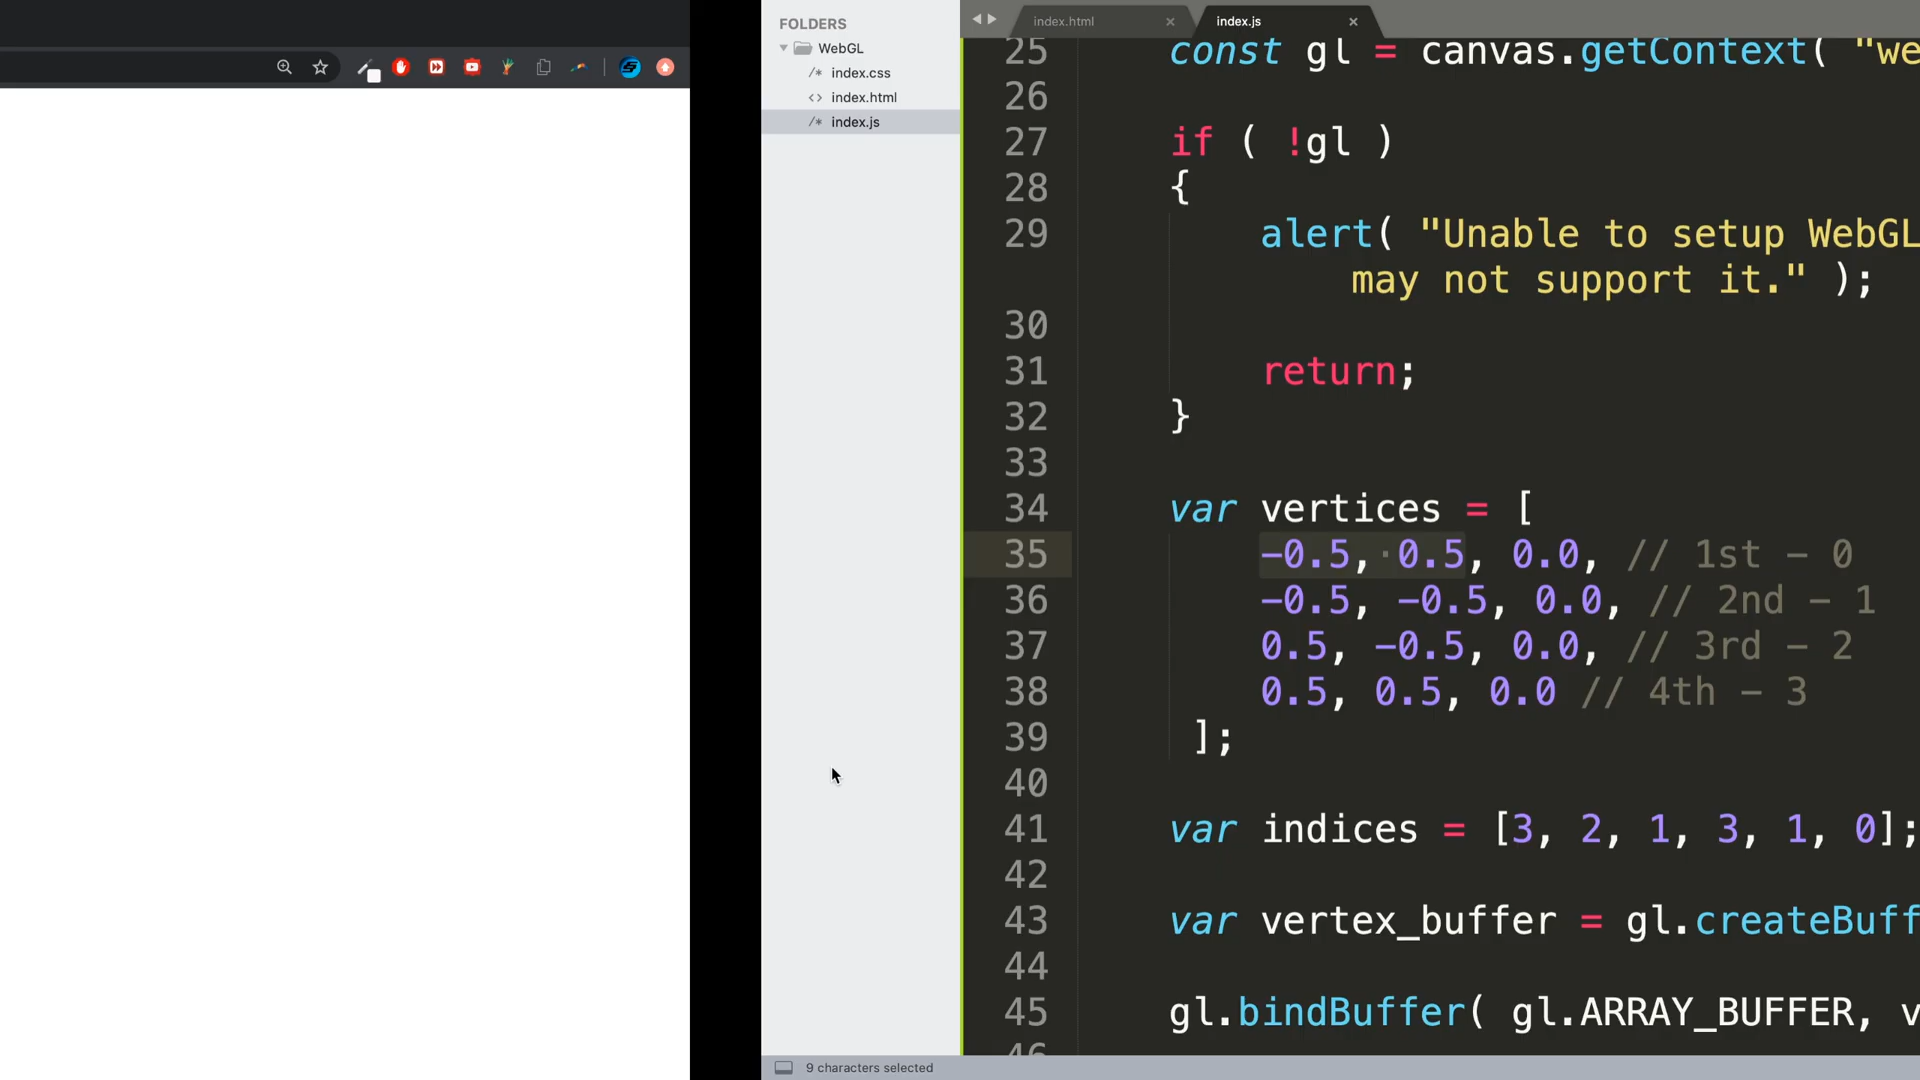 FOLDERS
WebGL
/* index.css
<> index.html
/* index.js
9 characters selected
index.html ×
index.js ×
25 const gl = canvas.getContext( "we
26
27 if ( !gl )
28 {
29 alert( "Unable to setup WebGL
may not support it." );
30
31 return;
32 }
33
34 var vertices = [
35 -0.5, 0.5, 0.0, // 1st - 0
36 -0.5, -0.5, 0.0, // 2nd - 1
37 0.5, -0.5, 0.0, // 3rd - 2
38 0.5, 0.5, 0.0 // 4th - 3
39 ];
40
41 var indices = [3, 2, 1, 3, 1, 0];
42
43 var vertex_buffer = gl.createBuff
44
45 gl.bindBuffer( gl.ARRAY_BUFFER, v
46